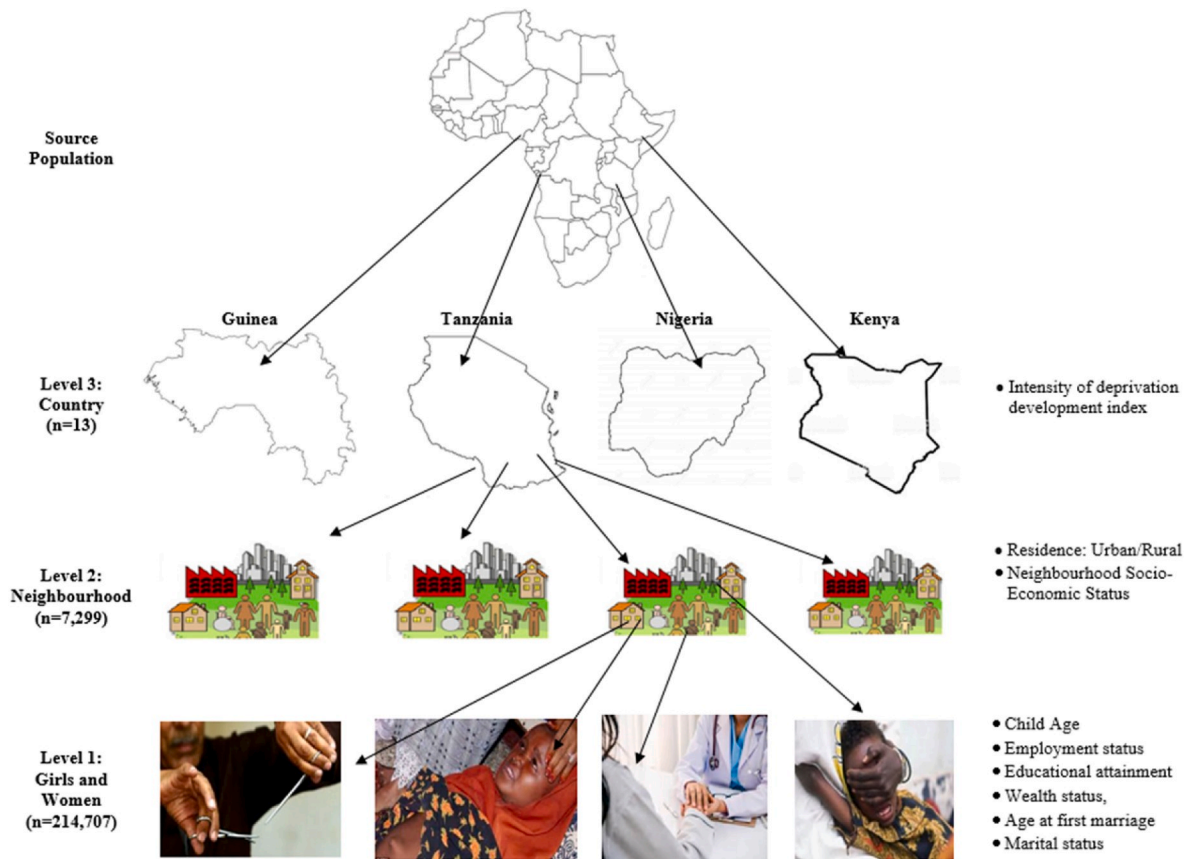 Source
Population
Guinea
Tanzania
Nigeria
Kenya
Level 3:
Country
(n=13)
• Intensity of deprivation
development index
Level 2:
Neighbourhood
(n=7,299)
• Residence: Urban/Rural
• Neighbourhood Socio-
Economic Status
Level 1:
Girls and
Women
(n=214,707)
• Child Age
• Employment status
• Educational attainment
• Wealth status,
• Age at first marriage
• Marital status